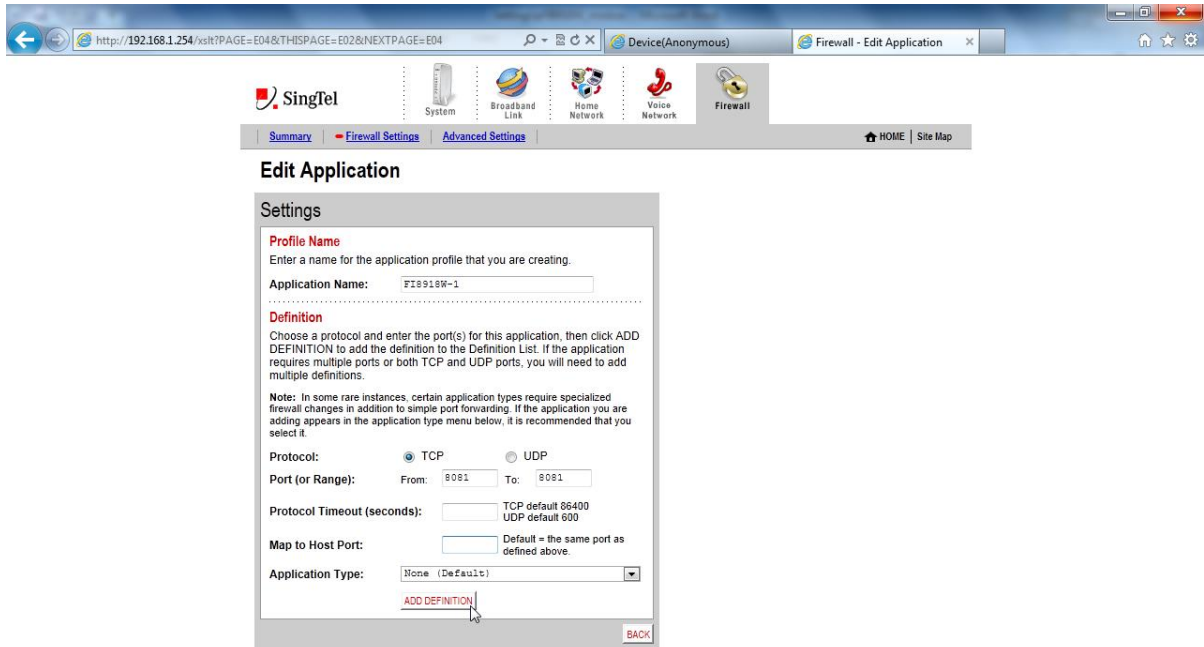 http://192.168.1.254/xslt?PAGE=E04&THISPAGE=E02&NEXTPAGE=E04
Device(Anonymous)
Firewall - Edit Application
SingTel
System
Broadband Link
Home Network
Voice Network
Firewall
Summary
Firewall Settings
Advanced Settings
HOME | Site Map
Edit Application
Settings
Profile Name
Enter a name for the application profile that you are creating.
Application Name: FI8918W-1
Definition
Choose a protocol and enter the port(s) for this application, then click ADD
DEFINITION to add the definition to the Definition List. If the application
requires multiple ports or both TCP and UDP ports, you will need to add
multiple definitions.
Note: In some rare instances, certain application types require specialized
firewall changes in addition to simple port forwarding. If the application you are
adding appears in the application type menu below, it is recommended that you
select it.
Protocol: TCP UDP
Port (or Range): From: 8081 To: 8081
Protocol Timeout (seconds): TCP default 86400
UDP default 600
Map to Host Port: Default = the same port as
defined above.
Application Type: None (Default)
ADD DEFINITION
BACK